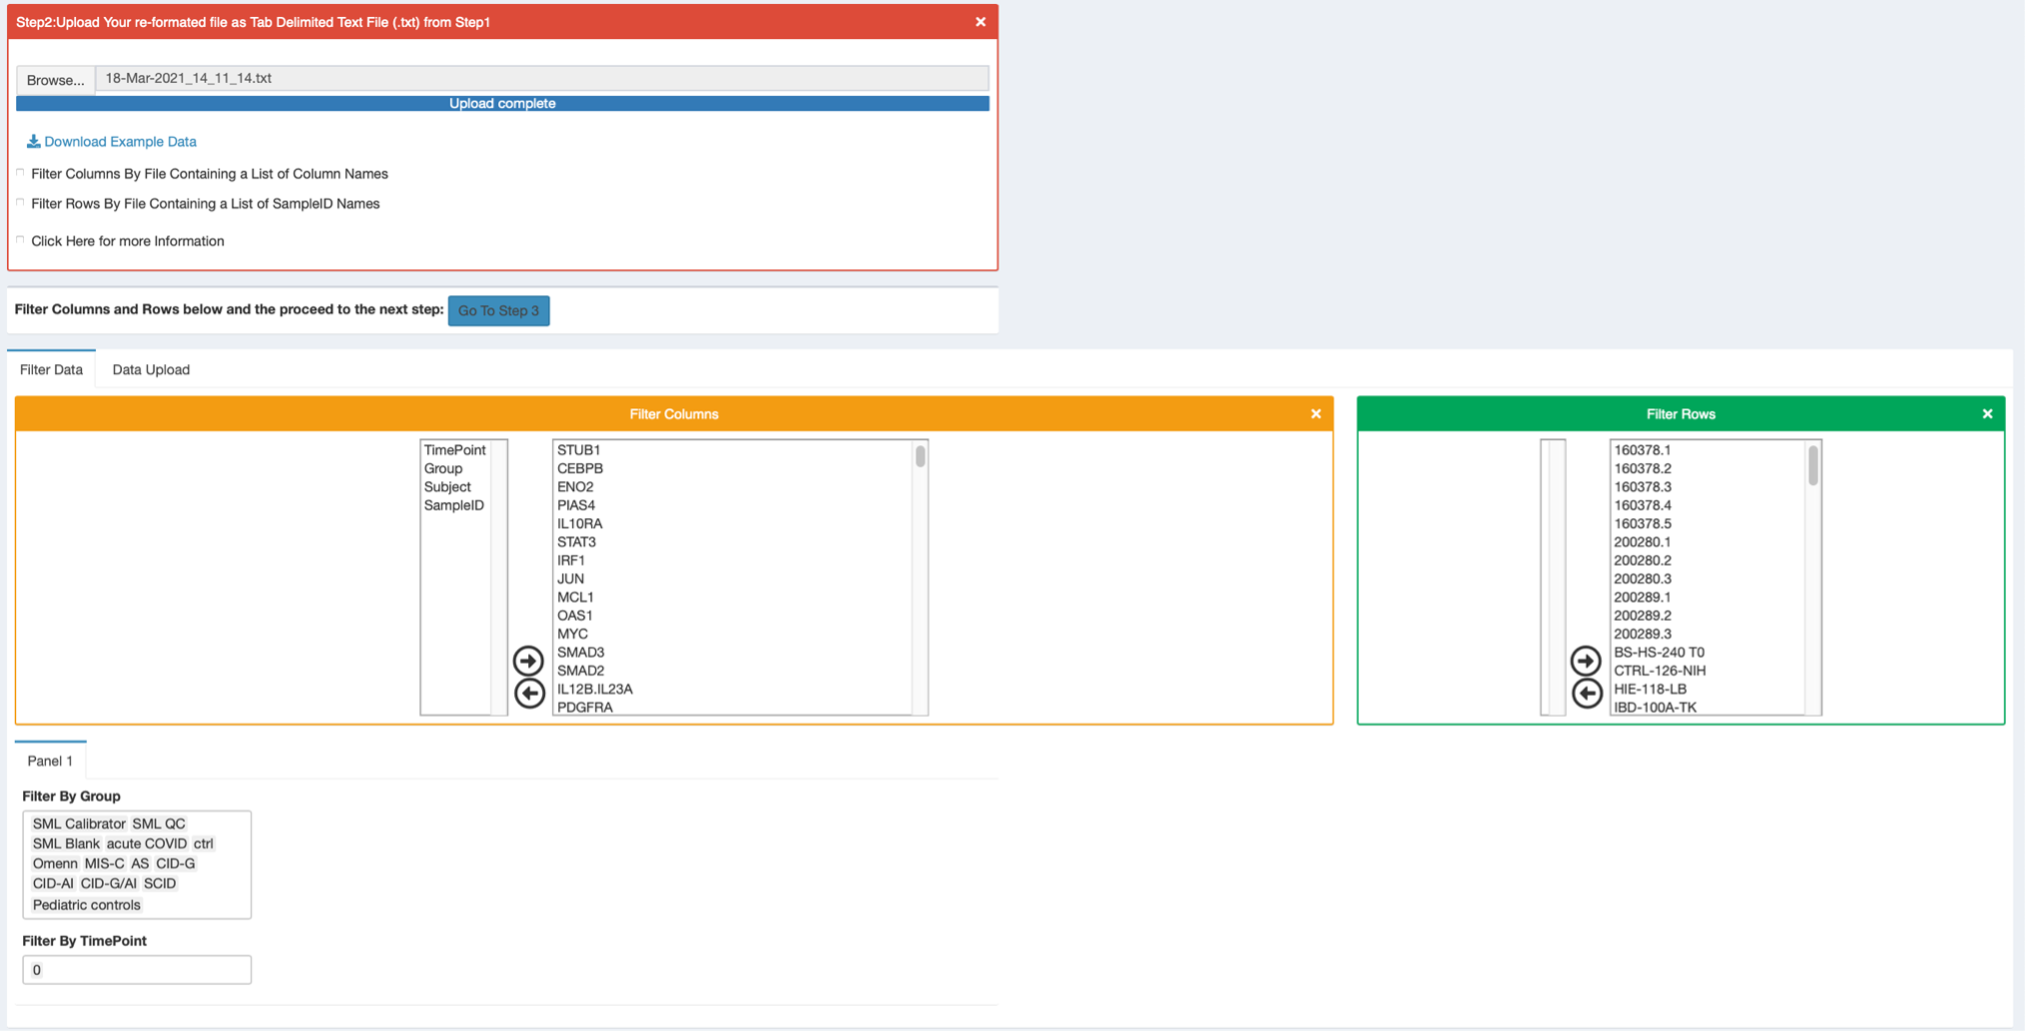 Step2:Upload Your re-formated file as Tab Delimited Text File (.txt) from Step1
Browse...
18-Mar-2021_14_11_14.txt
Upload complete
Download Example Data
Filter Columns By File Containing a List of Column Names
Filter Rows By File Containing a List of SampleID Names
Click Here for more Information
Filter Columns and Rows below and the proceed to the next step:
Go To Step 3
Filter Data
Data Upload
Filter Columns
TimePoint
Group
Subject
SampleID
STUB1
CEBPB
ENO2
PIAS4
IL10RA
STAT3
IRF1
JUN
MCL1
OAS1
MYC
SMAD3
SMAD2
IL12B.IL23A
PDGFRA
Filter Rows
160378.1
160378.2
160378.3
160378.4
160378.5
200280.1
200280.2
200280.3
200289.1
200289.2
200289.3
BS-HS-240 T0
CTRL-126-NIH
HIE-118-LB
IBD-100A-TK
Panel 1
Filter By Group
SML Calibrator SML QC
SML Blank acute COVID ctrl
Omenn MIS-C AS CID-G
CID-AI CID-G/AI SCID
Pediatric controls
Filter By TimePoint
0